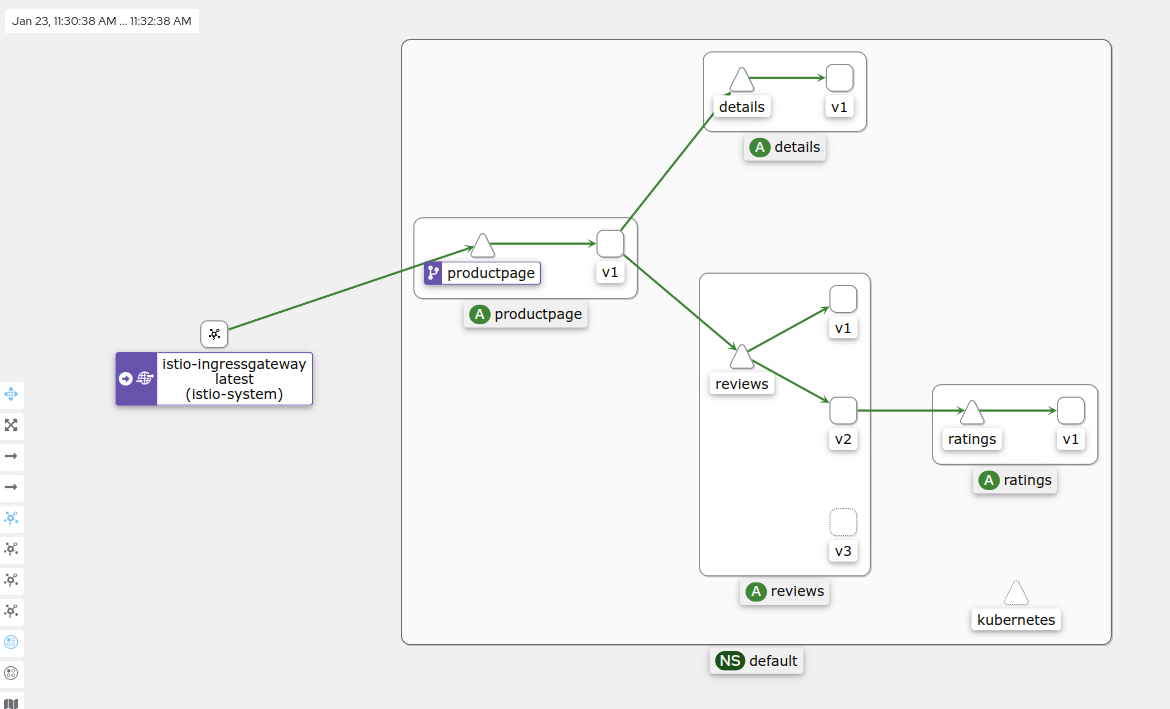 Jan 23, 11:30:38 AM ... 11:32:38 AM
details
v1
A details
productpage
v1
A productpage
istio-ingressgateway
latest
(istio-system)
v1
reviews
v2
ratings
v1
A ratings
v3
A reviews
kubernetes
NS default